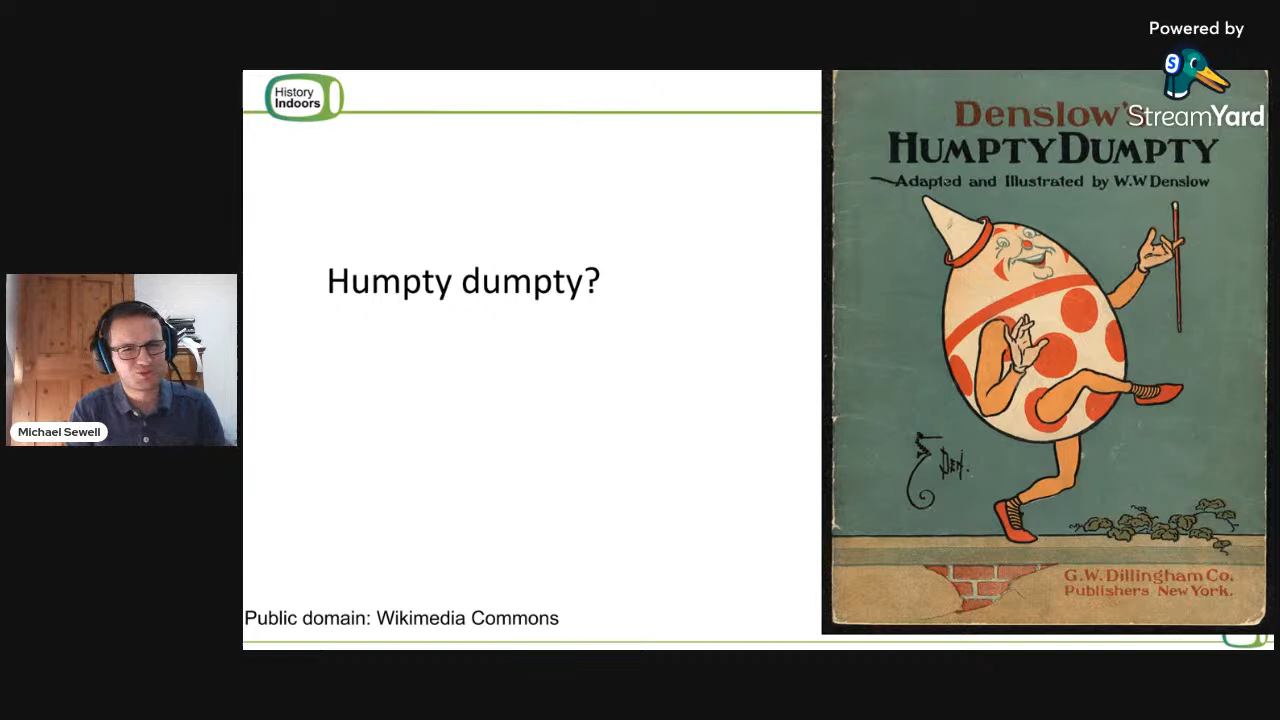 Powered by
S
StreamYard
History
Indoors
Denslow's
HUMPTY DUMPTY
Adapted and Illustrated by W.W Denslow
Humpty dumpty?
Michael Sewell
DEN.
G.W. Dillingham Co.
Publishers New York.
Public domain: Wikimedia Commons